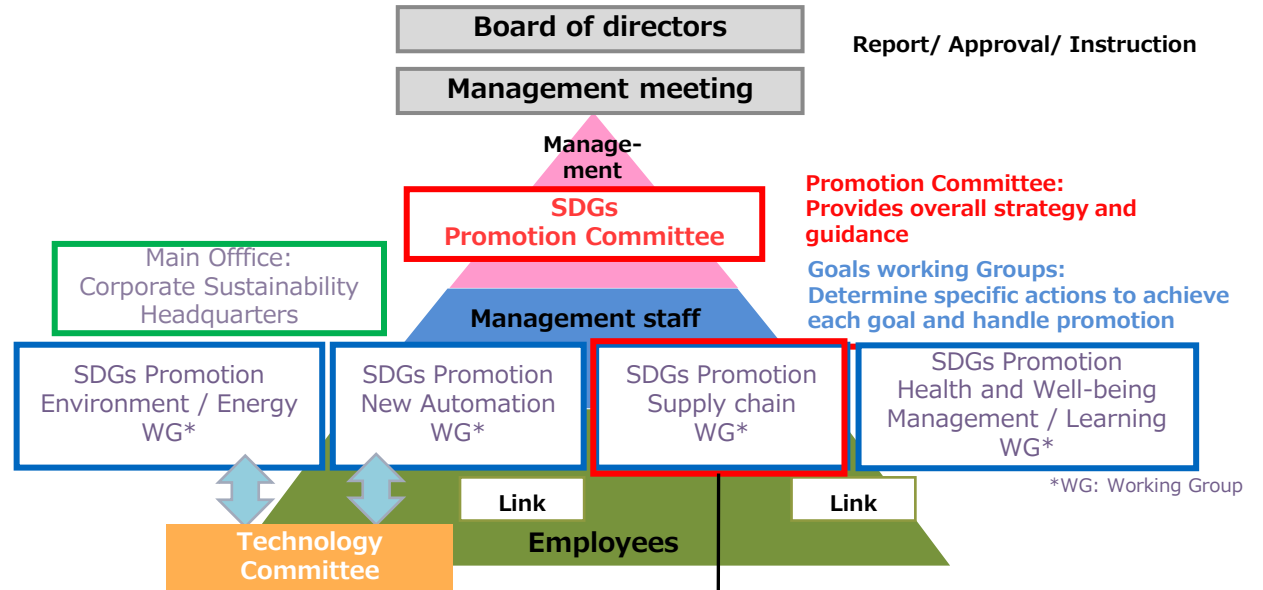 Board of directors
Report/ Approval/ Instruction
Management meeting
Manage-
ment
SDGs
Promotion Committee
Promotion Committee:
Provides overall strategy and
guidance
Main Offfice:
Corporate Sustainability
Headquarters
Goals working Groups:
Determine specific actions to achieve
each goal and handle promotion
Management staff
SDGs Promotion
Environment / Energy
WG*
SDGs Promotion
New Automation
WG*
SDGs Promotion
Supply chain
WG*
SDGs Promotion
Health and Well-being
Management / Learning
WG*
*WG: Working Group
Link
Link
Technology
Committee
Employees